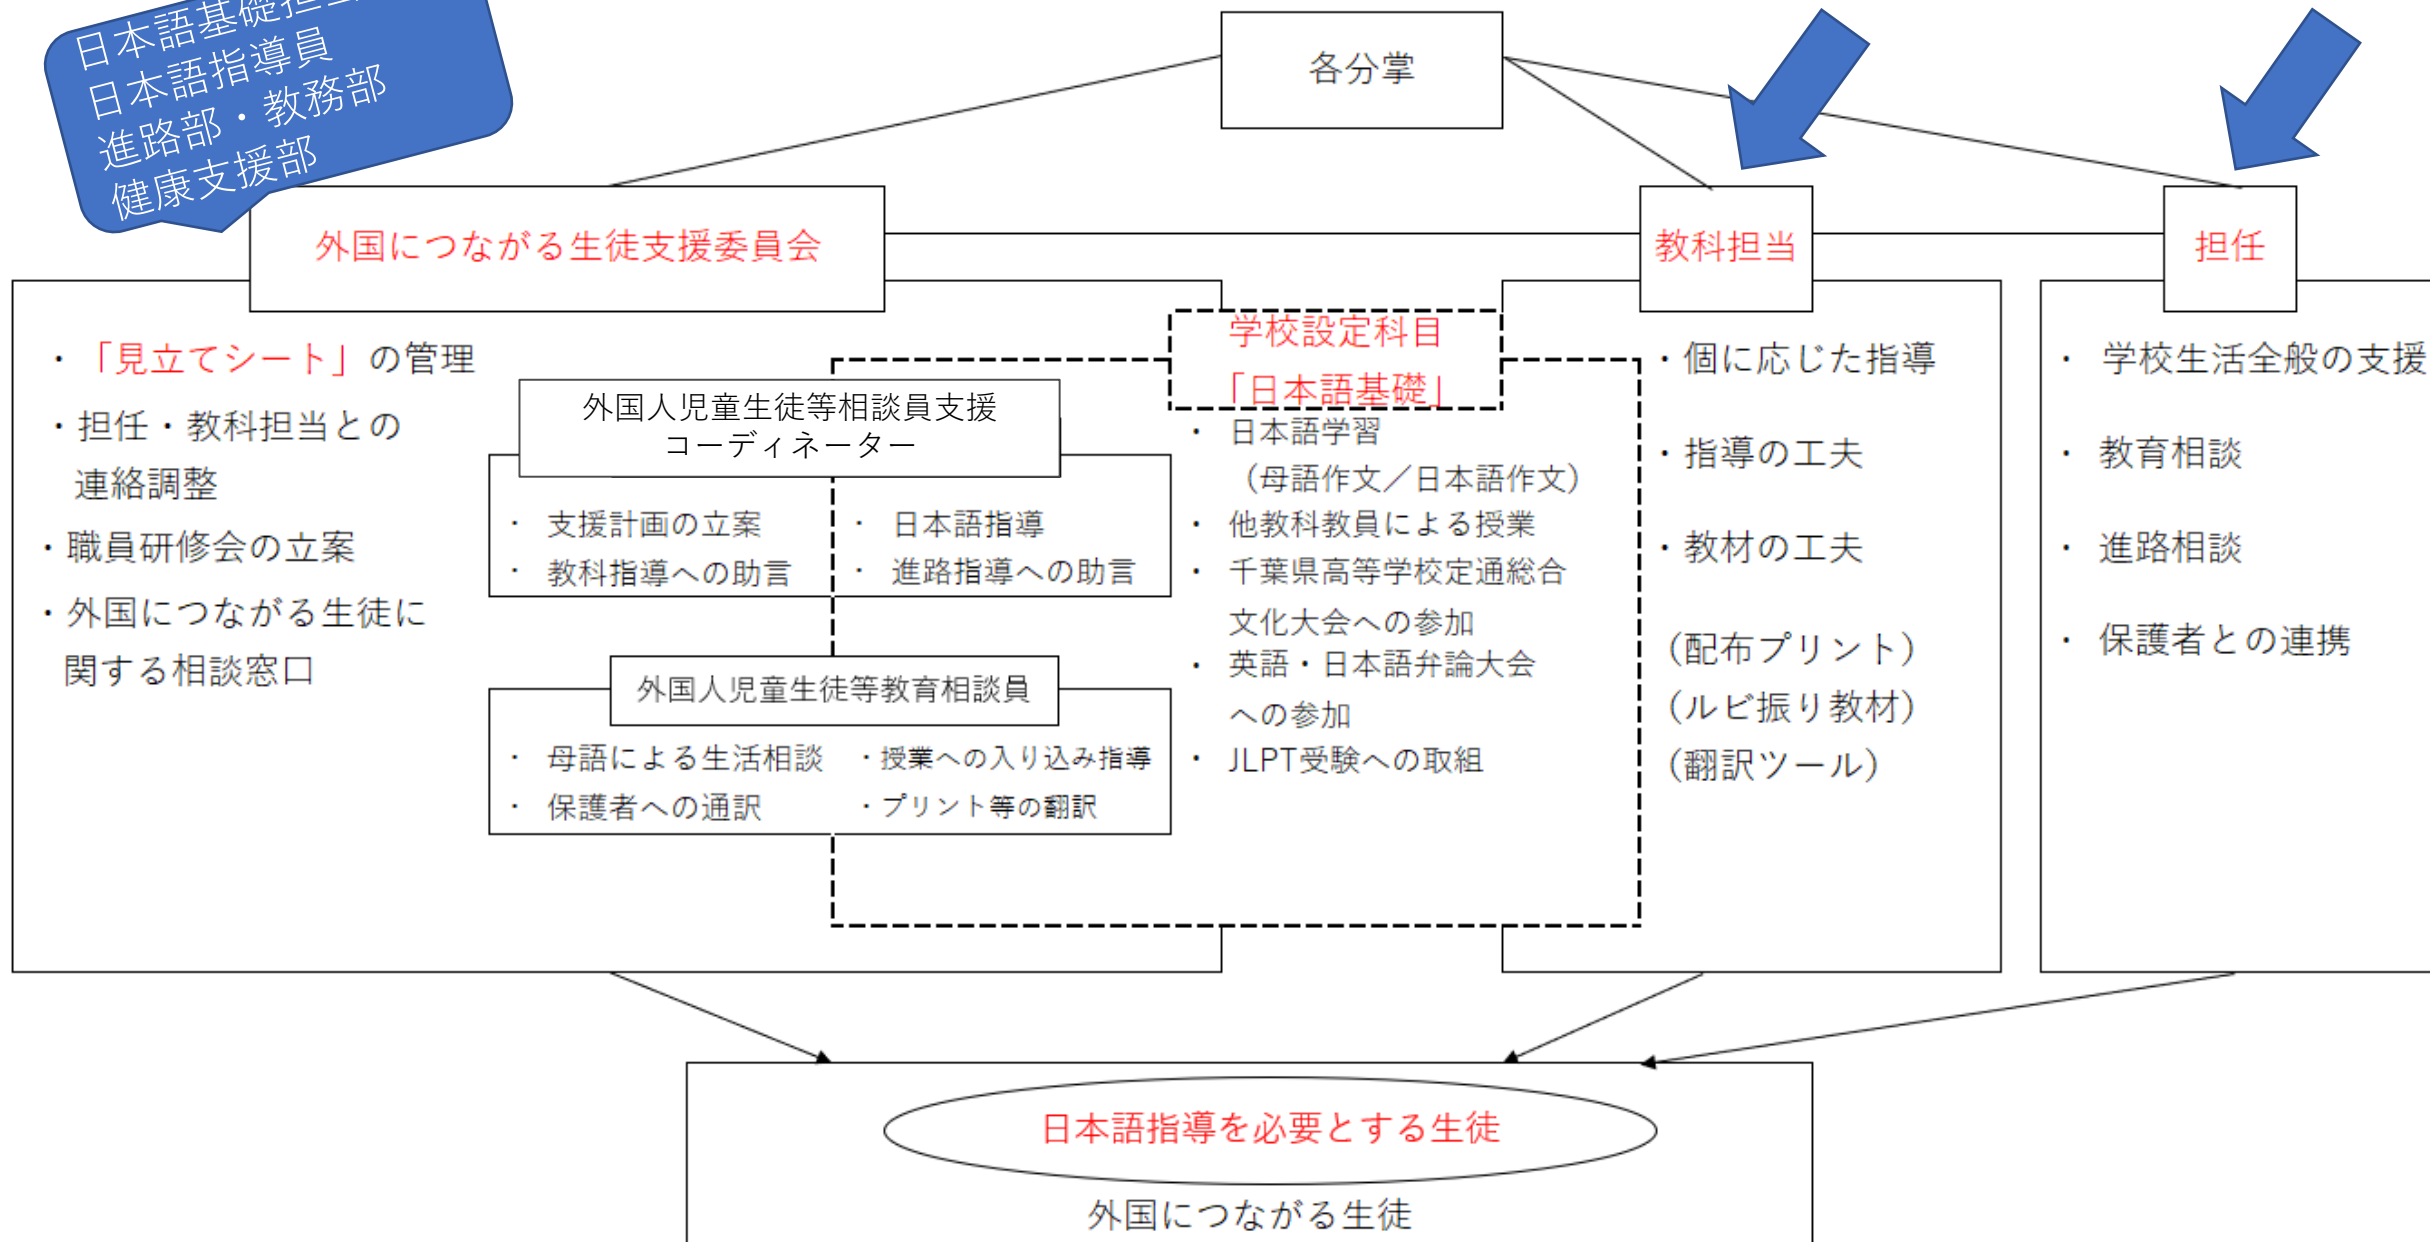 日本語基礎担当
日本語指導員
進路部・教務部
健康支援部
各分掌
外国につながる生徒支援委員会
教科担当
担任
・「見立てシート」の管理
・担任・教科担当との
連絡調整
・職員研修会の立案
・外国につながる生徒に
関する相談窓口
外国人児童生徒等相談員支援
コーディネーター
・ 支援計画の立案
・ 教科指導への助言
・ 日本語指導
・ 進路指導への助言
外国人児童生徒等教育相談員
・ 母語による生活相談
・ 保護者への通訳
・授業への入り込み指導
・プリント等の翻訳
学校設定科目
「日本語基礎」
・ 日本語学習
（母語作文／日本語作文）
・ 他教科教員による授業
・ 千葉県高等学校定通総合
文化大会への参加
・ 英語・日本語弁論大会
への参加
・ JLPT受験への取組
・個に応じた指導
・指導の工夫
・教材の工夫
（配布プリント）
（ルビ振り教材）
（翻訳ツール）
・ 学校生活全般の支援
・ 教育相談
・ 進路相談
・ 保護者との連携
日本語指導を必要とする生徒
外国につながる生徒